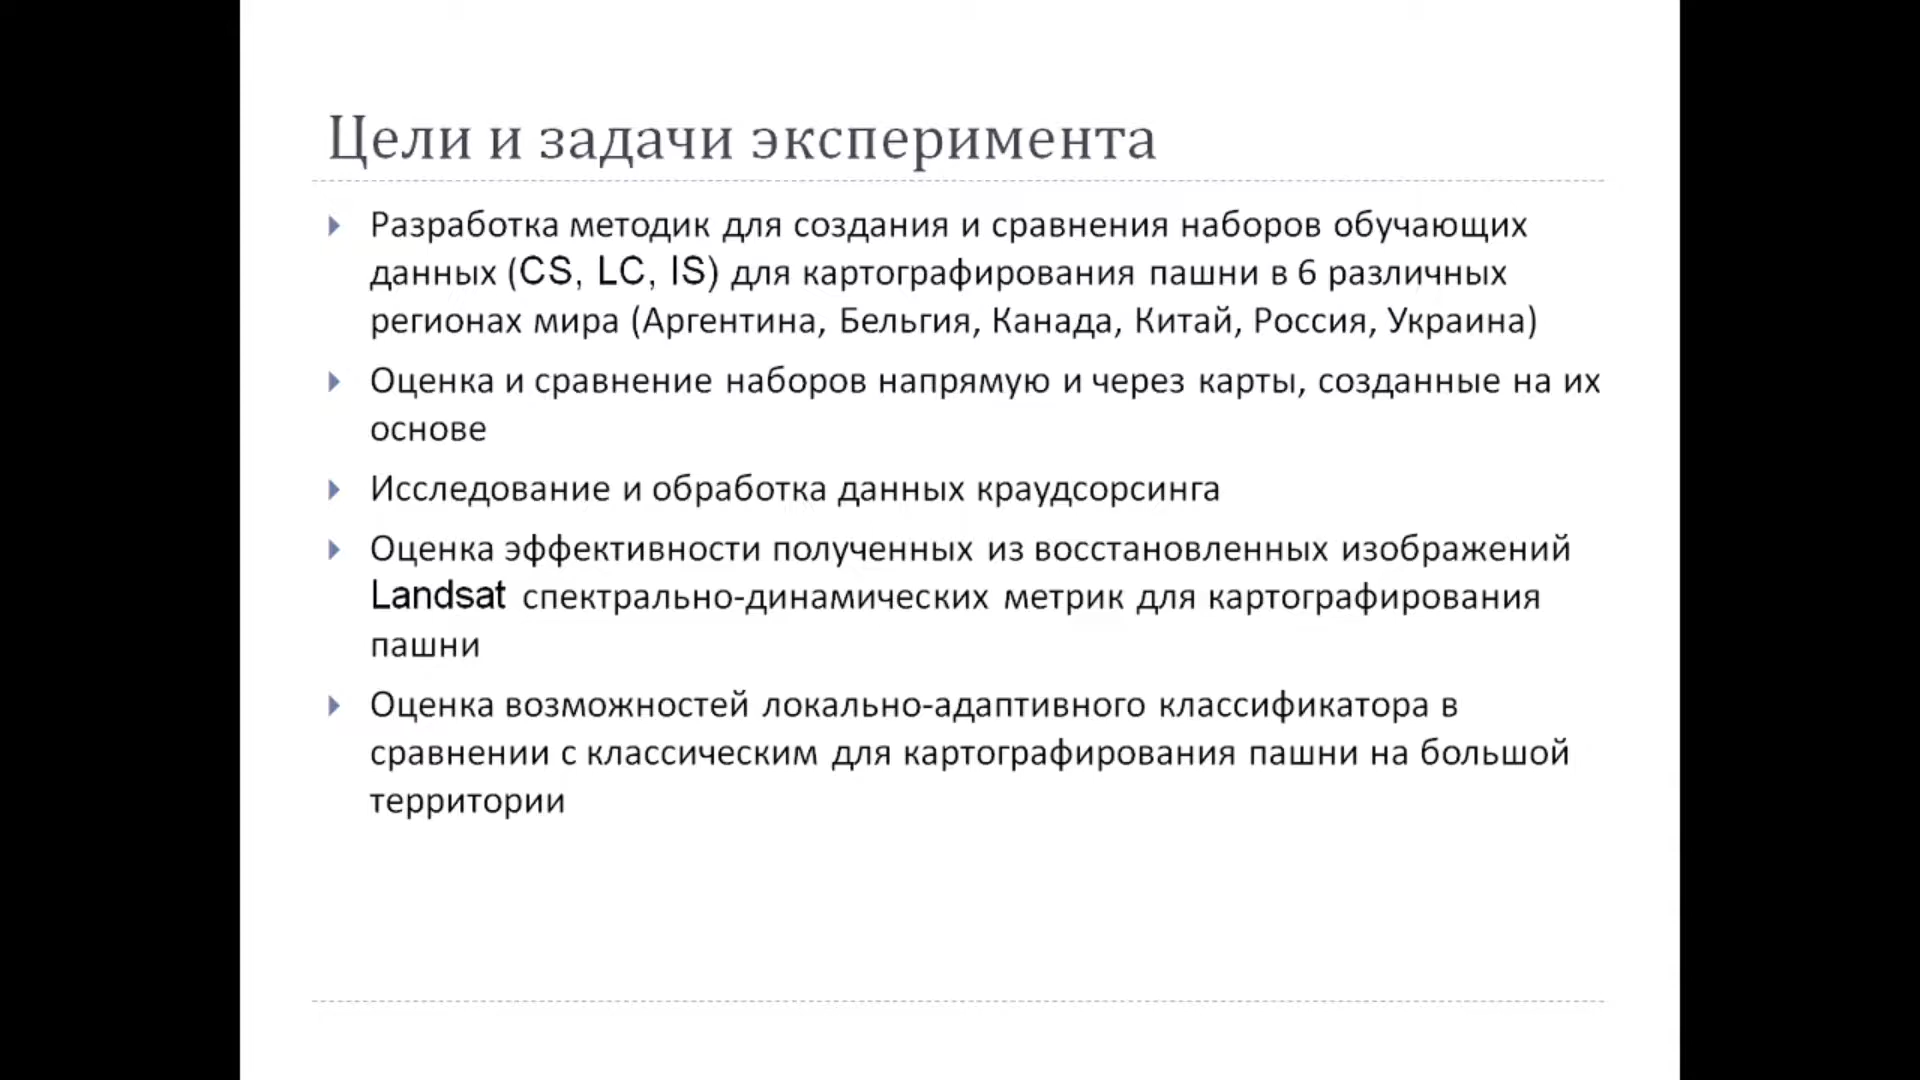 Цели и задачи эксперимента
Разработка методик для создания и сравнения наборов обучающих
данных (CS, LC, IS) для картографирования пашни в 6 различных
регионах мира (Аргентина, Бельгия, Канада, Китай, Россия, Украина)
Оценка и сравнение наборов напрямую и через карты, созданные на их
основе
Исследование и обработка данных краудсорсинга
Оценка эффективности полученных из восстановленных изображений
Landsat спектрально-динамических метрик для картографирования
пашни
Оценка возможностей локально-адаптивного классификатора в
сравнении с классическим для картографирования пашни на большой
территории